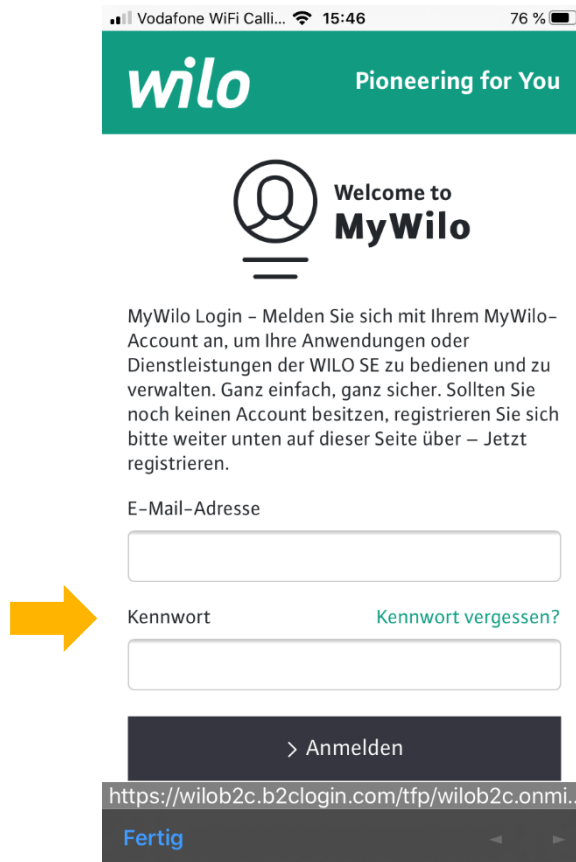 Vodafone WiFi Calli... 15:46 76 %
wilo Pioneering for You
Welcome to
MyWilo
MyWilo Login – Melden Sie sich mit Ihrem MyWilo-
Account an, um Ihre Anwendungen oder
Dienstleistungen der WILO SE zu bedienen und zu
verwalten. Ganz einfach, ganz sicher. Sollten Sie
noch keinen Account besitzen, registrieren Sie sich
bitte weiter unten auf dieser Seite über – Jetzt
registrieren.
E-Mail-Adresse
Kennwort Kennwort vergessen?
> Anmelden
https://wilob2c.b2clogin.com/tfp/wilob2c.onmi..
Fertig